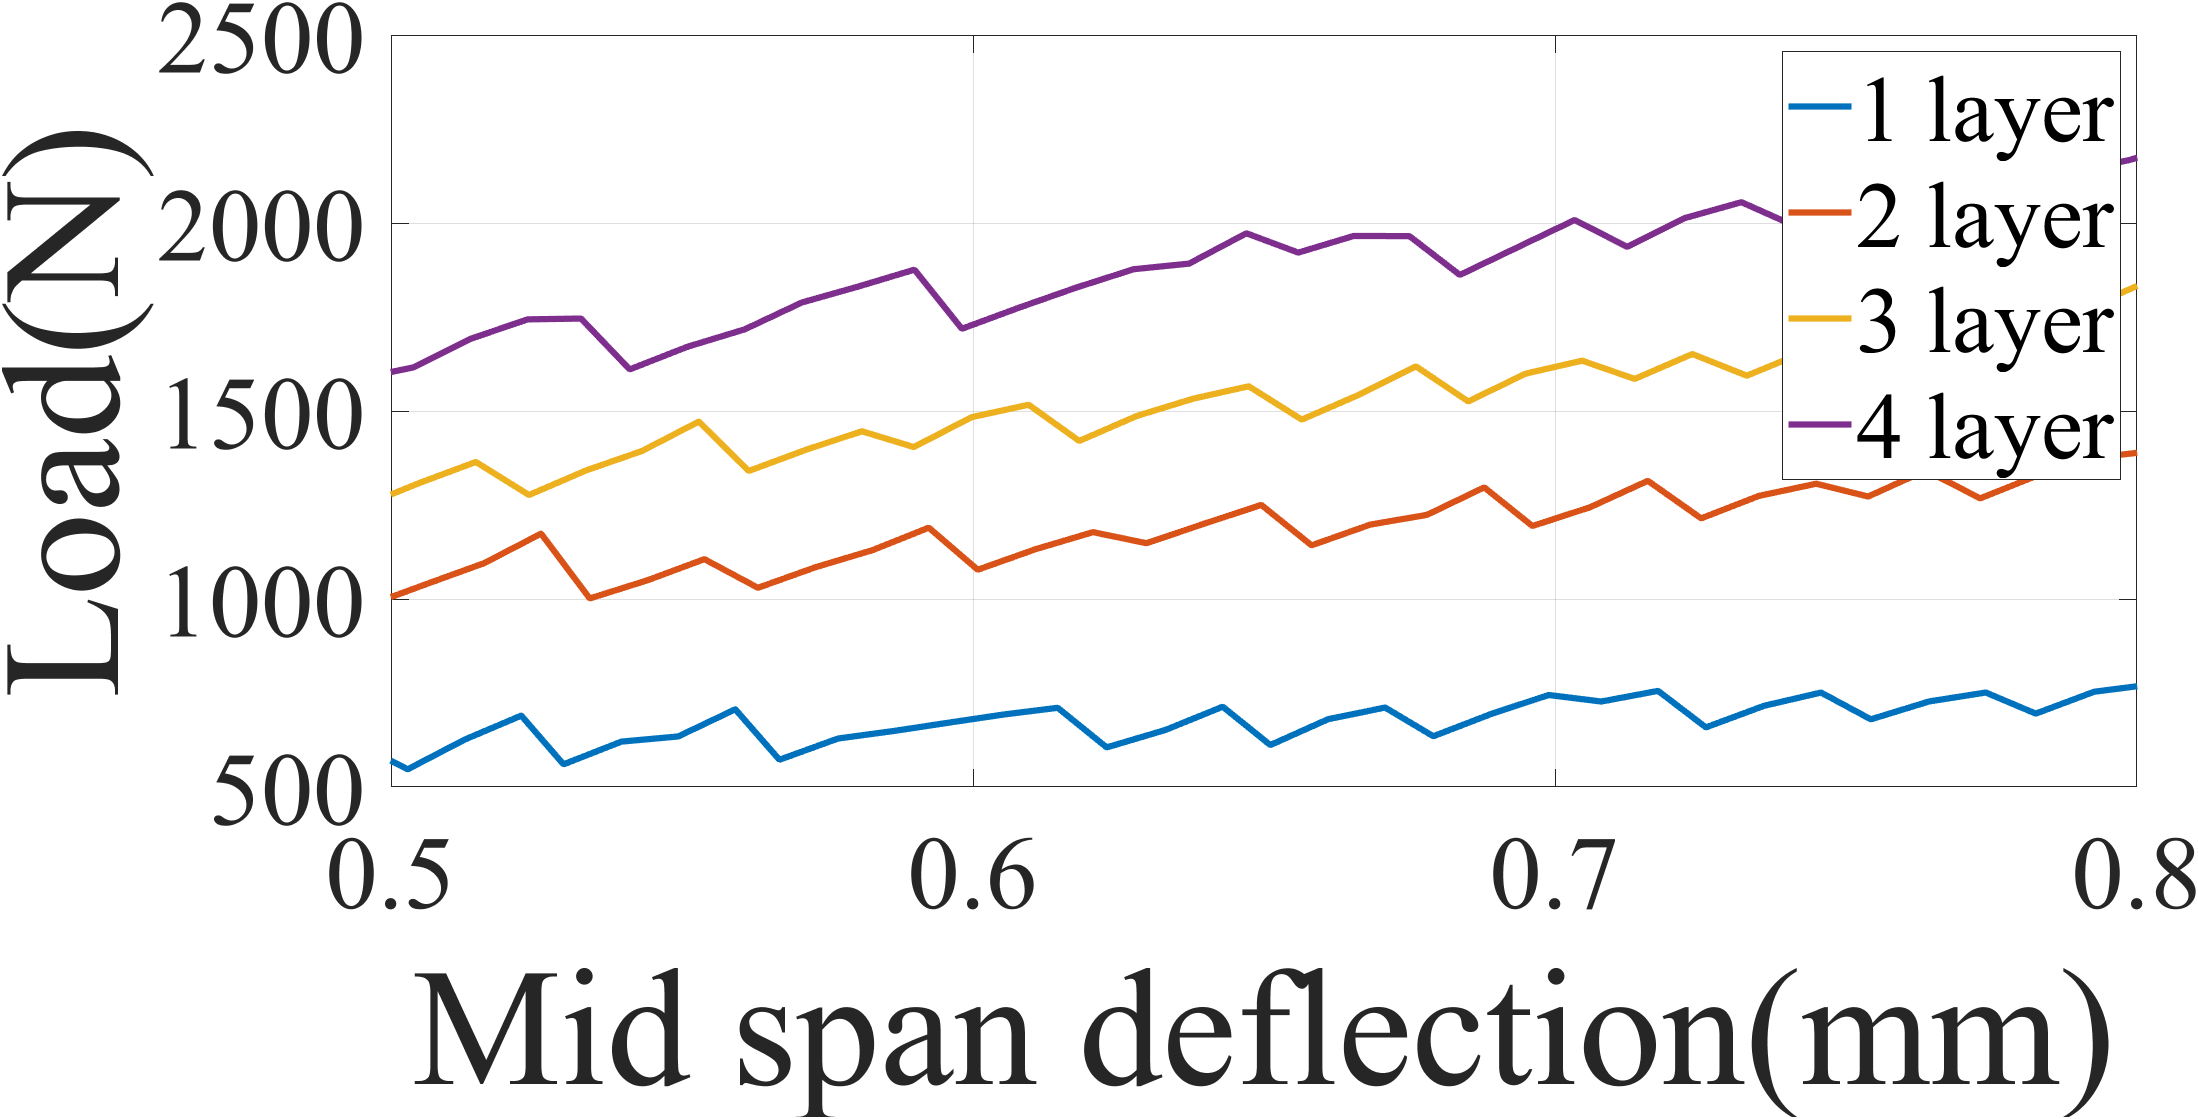 Load(N)
2500
2000
1500
1000
500
0.5 0.6 0.7 0.8
Mid span deflection(mm)
1 layer
2 layer
3 layer
4 layer